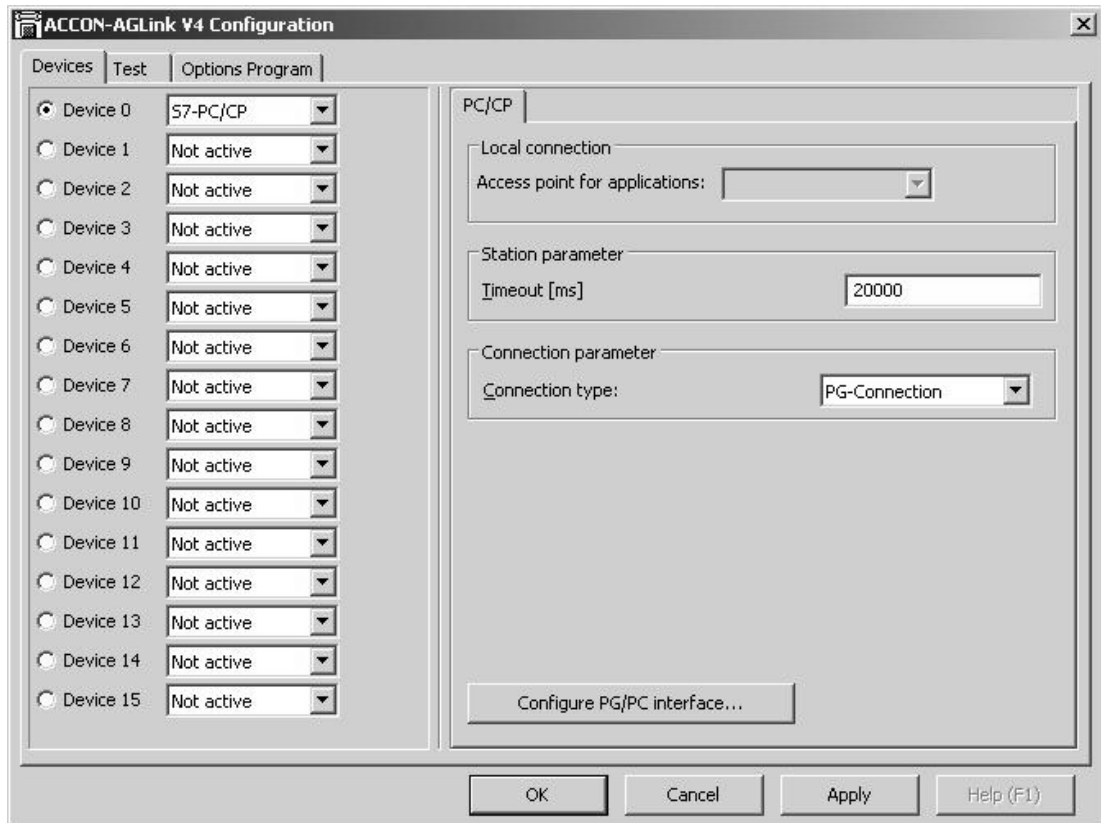 ACCON-AGLink V4 Configuration
Devices Test Options Program
Device 0 S7-PC/CP
Device 1 Not active
Device 2 Not active
Device 3 Not active
Device 4 Not active
Device 5 Not active
Device 6 Not active
Device 7 Not active
Device 8 Not active
Device 9 Not active
Device 10 Not active
Device 11 Not active
Device 12 Not active
Device 13 Not active
Device 14 Not active
Device 15 Not active
PC/CP
Local connection
Access point for applications:
Station parameter
Timeout [ms] 20000
Connection parameter
Connection type: PG-Connection
Configure PG/PC interface...
OK Cancel Apply Help (F1)